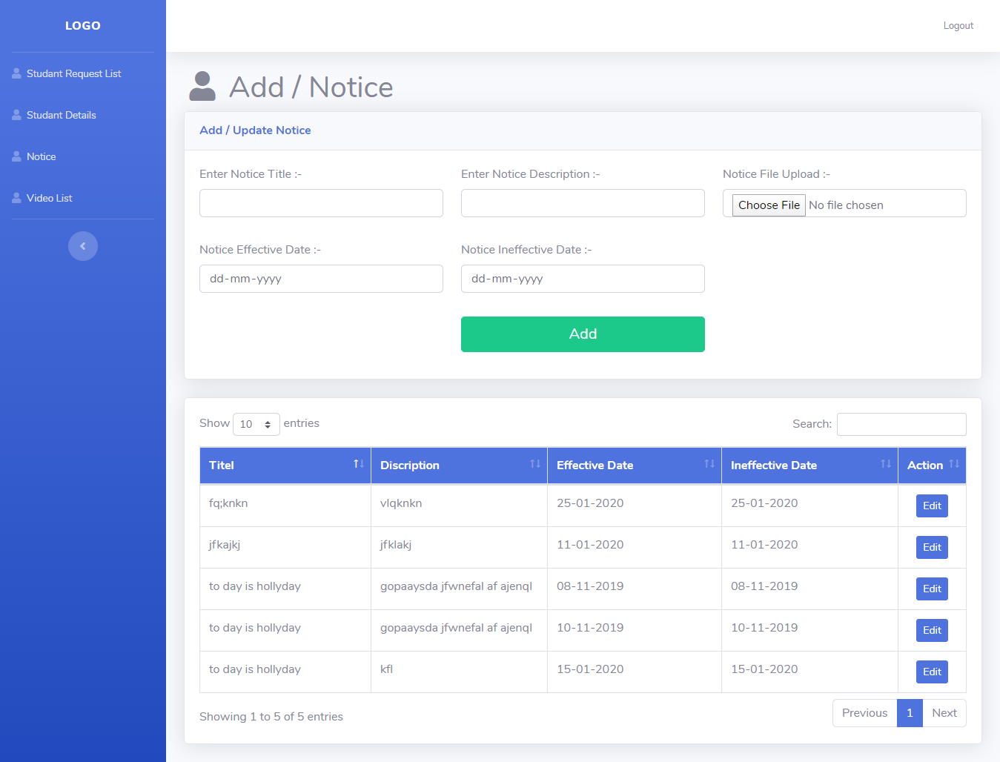 LOGO
Logout
Studant Request List
Student Details
Notice
Video List
Add / Notice
Add / Update Notice
Enter Notice Title :-
Enter Notice Description :-
Notice File Upload :-
Choose File No file chosen
Notice Effective Date :-
Notice Ineffective Date :-
dd-mm-yyyy
dd-mm-yyyy
Add
Show 10 entries
Search:
Titel Discription Effective Date Ineffective Date Action
fq;knkn vlqknkn 25-01-2020 25-01-2020 Edit
jfkajkj jfklakj 11-01-2020 11-01-2020 Edit
to day is hollyday gopaaysda jfwnefal af ajenql 08-11-2019 08-11-2019 Edit
to day is hollyday gopaaysda jfwnefal af ajenql 10-11-2019 10-11-2019 Edit
to day is hollyday kfl 15-01-2020 15-01-2020 Edit
Showing 1 to 5 of 5 entries
Previous 1 Next